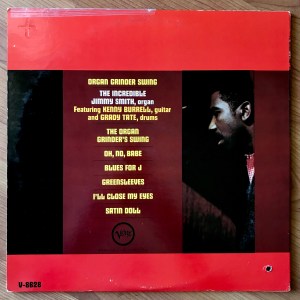 ORGAN GRINDER SWING
THE INCREDIBLE
JIMMY SMITH, organ
Featuring KENNY BURRELL, guitar
and GRADY TATE, drums
THE ORGAN
GRINDER'S SWING
OH, NO, BABE
BLUES FOR J
GREENSLEEVES
I'LL CLOSE MY EYES
SATIN DOLL
VERVE
V-8628